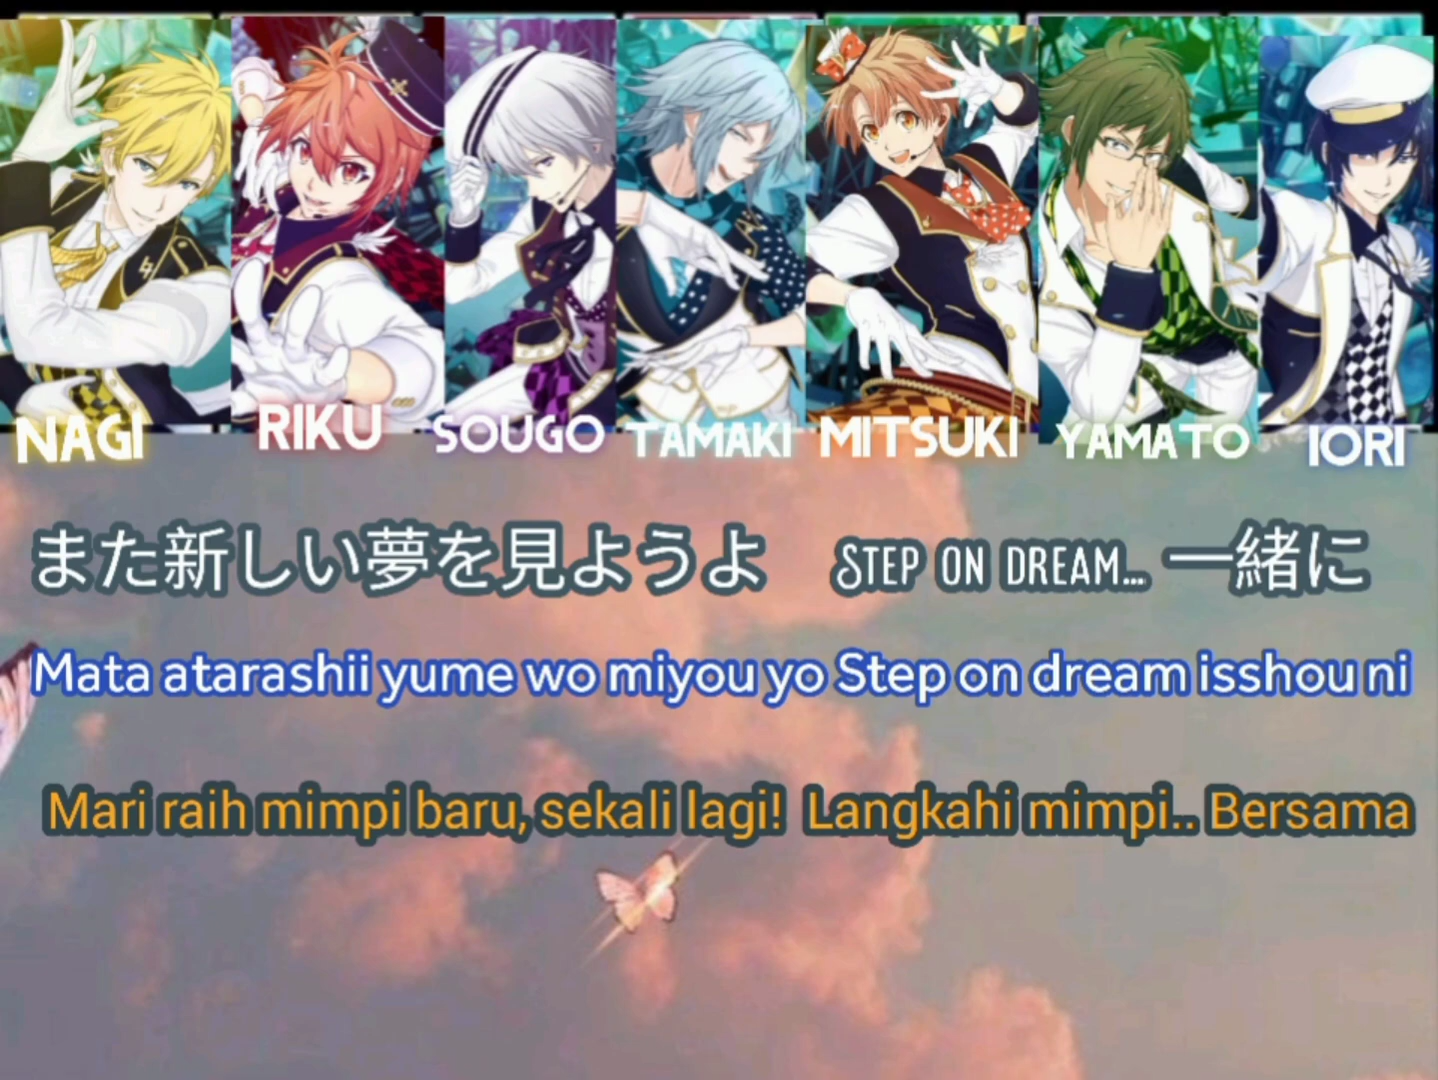 NAGI RIKU SOUGO TAMAKI MITSUKI YAMATO IORI
また新しい夢を見ようよ STEP ON DREAM... 一緒に
Mata atarashii yume wo miyou yo Step on dream isshou ni
Mari raih mimpi baru, sekali lagi! Langkahi mimpi.. Bersama